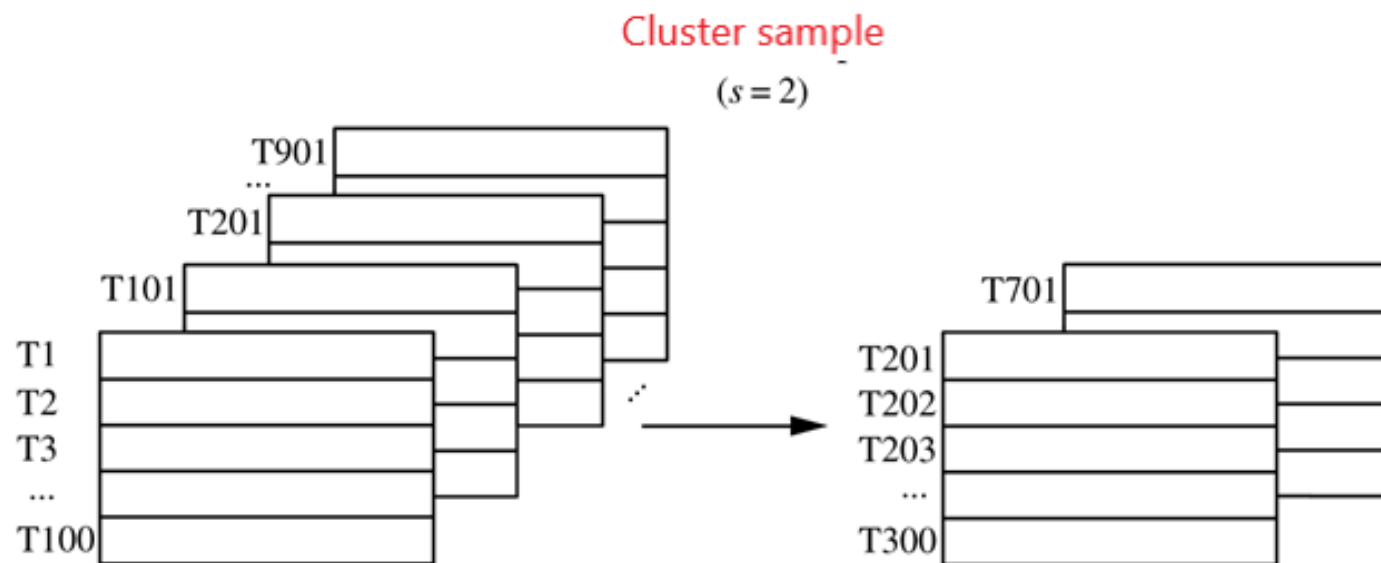 Cluster sample
(s = 2)
T901
...
T201
T101
T1
T2
T3
...
T100
...
T701
T201
T202
T203
...
T300